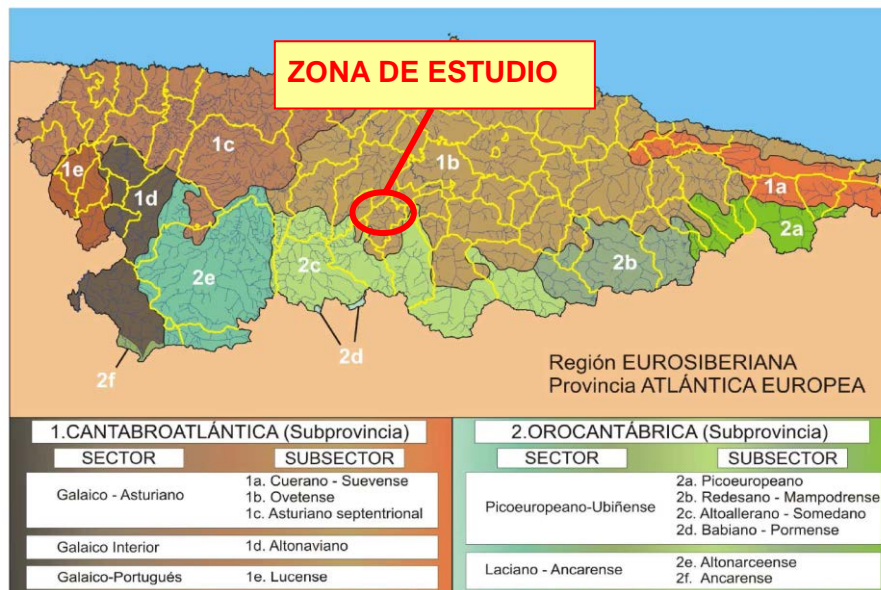 ZONA DE ESTUDIO
1c
1e
1b
1d
1a
2a
2e
2c
2b
2d
2f
Región EUROSIBERIANA
Provincia ATLÁNTICA EUROPEA
1.CANTABROATLÁNTICA (Subprovincia)
SECTOR
SUBSECTOR
Galaico - Asturiano
1a. Cuerano - Suevense
1b. Ovetense
1c. Asturiano septentrional
Galaico Interior
1d. Altonaviano
Galaico-Portugués
1e. Lucense
2.OROCANTÁBRICA (Subprovincia)
SECTOR
SUBSECTOR
Picoeuropeano-Ubiñense
2a. Picoeuropeano
2b. Redesano - Mampodrense
2c. Altoallerano - Somedano
2d. Babiano - Pormense
Laciano - Ancarense
2e. Altonarceense
2f. Ancarense